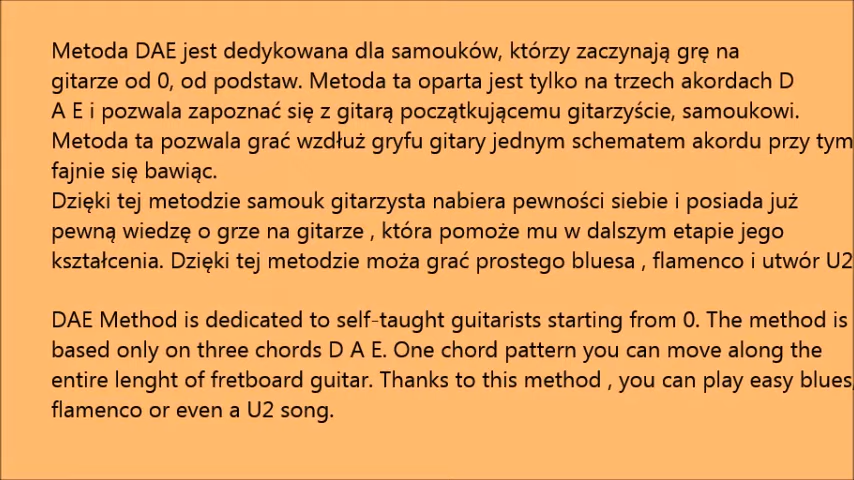 Metoda DAE jest dedykowana dla samouków, którzy zaczynają grę na
gitarze od 0, od podstaw. Metoda ta oparta jest tylko na trzech akordach D
A E i pozwala zapoznać się z gitarą początkującemu gitarzyście, samoukowi.
Metoda ta pozwala grać wzdłuż gryfu gitary jednym schematem akordu przy tym
fajnie się bawiąc.
Dzięki tej metodzie samouk gitarzysta nabiera pewności siebie i posiada już
pewną wiedzę o grze na gitarze , która pomoże mu w dalszym etapie jego
kształcenia. Dzięki tej metodzie moża grać prostego bluesa , flamenco i utwór U2
DAE Method is dedicated to self-taught guitarists starting from 0. The method is
based only on three chords D A E. One chord pattern you can move along the
entire lenght of fretboard guitar. Thanks to this method , you can play easy blues,
flamenco or even a U2 song.